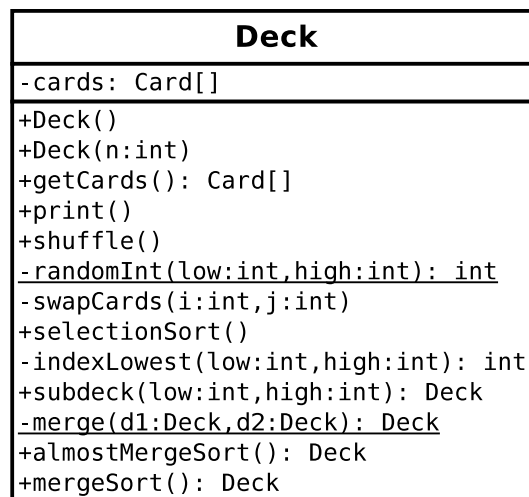 Deck
-cards: Card[]
+Deck()
+Deck(n:int)
+getCards(): Card[]
+print()
+shuffle()
-randomInt(low:int,high:int): int
-swapCards(i:int,j:int)
+selectionSort()
-indexLowest(low:int,high:int): int
+subdeck(low:int,high:int): Deck
-merge(d1:Deck,d2:Deck): Deck
+almostMergeSort(): Deck
+mergeSort(): Deck